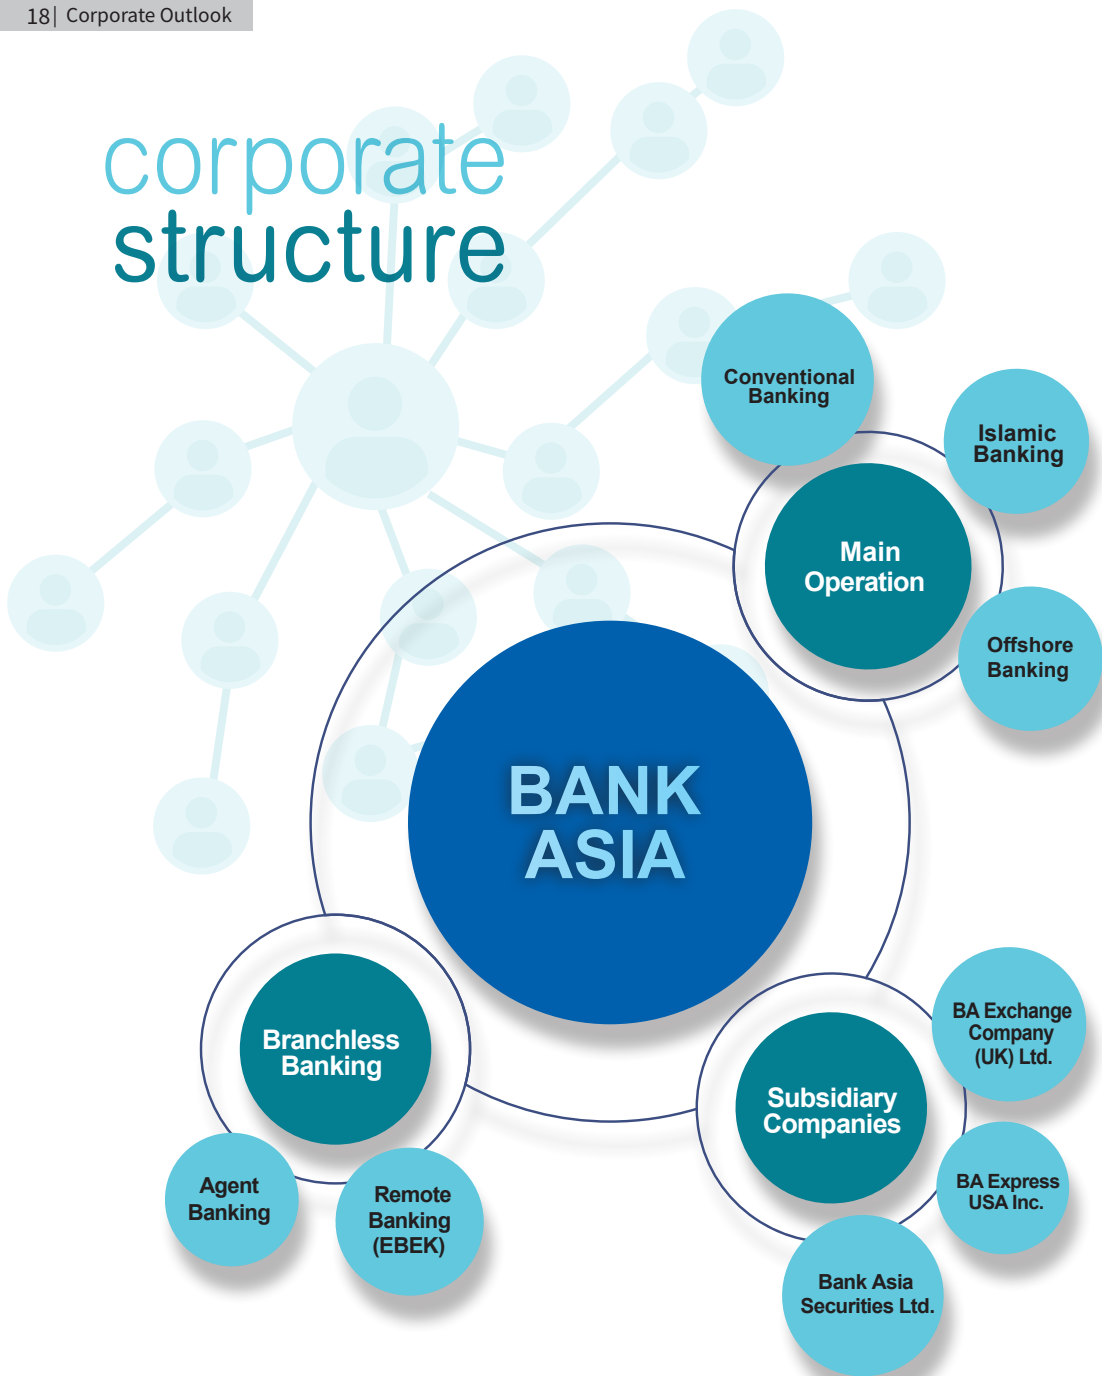 18| Corporate Outlook
corporate
structure
Conventional
Banking
Islamic
Banking
Main
Operation
Offshore
Banking
BANK
ASIA
Branchless
Banking
Agent
Banking
Remote
Banking
(EBEK)
Subsidiary
Companies
BA Exchange
Company
(UK) Ltd.
BA Express
USA Inc.
Bank Asia
Securities Ltd.